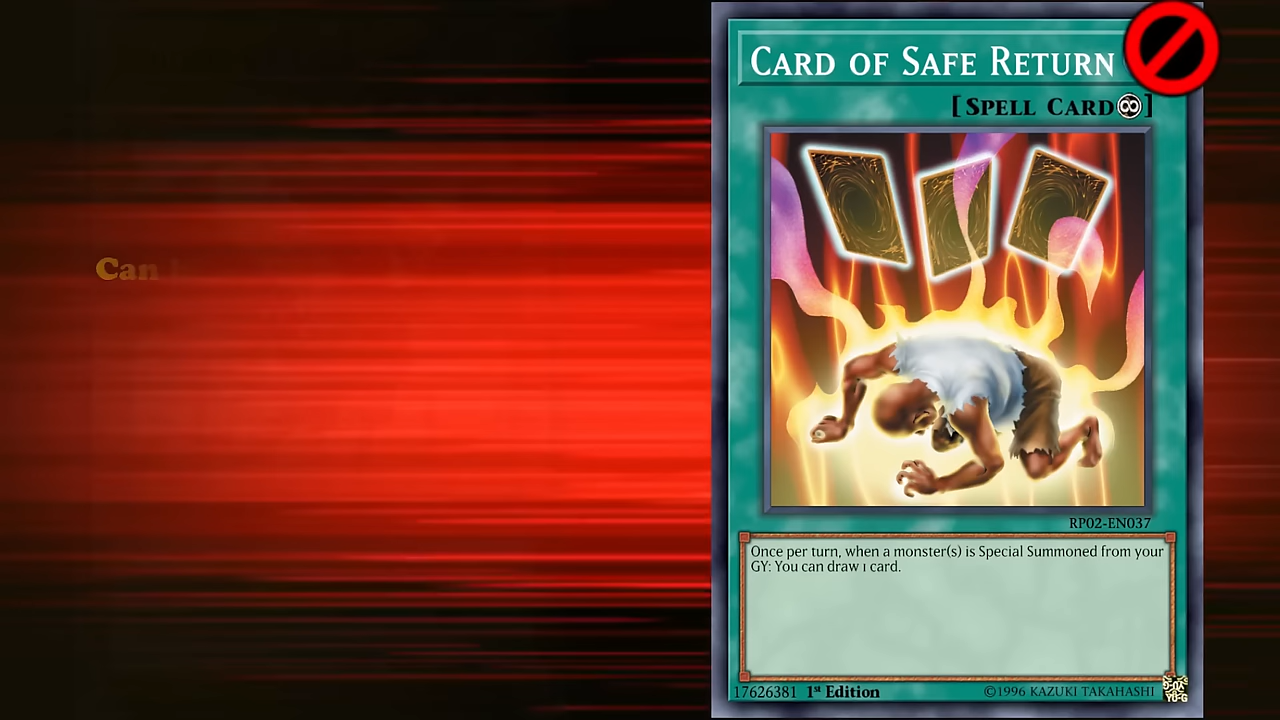 Can
CARD OF SAFE RETURN
[SPELL CARD]
RP02-EN037
Once per turn, when a monster(s) is Special Summoned from your
GY: You can draw 1 card.
17626381 1st Edition ©1996 KAZUKI TAKAHASHI